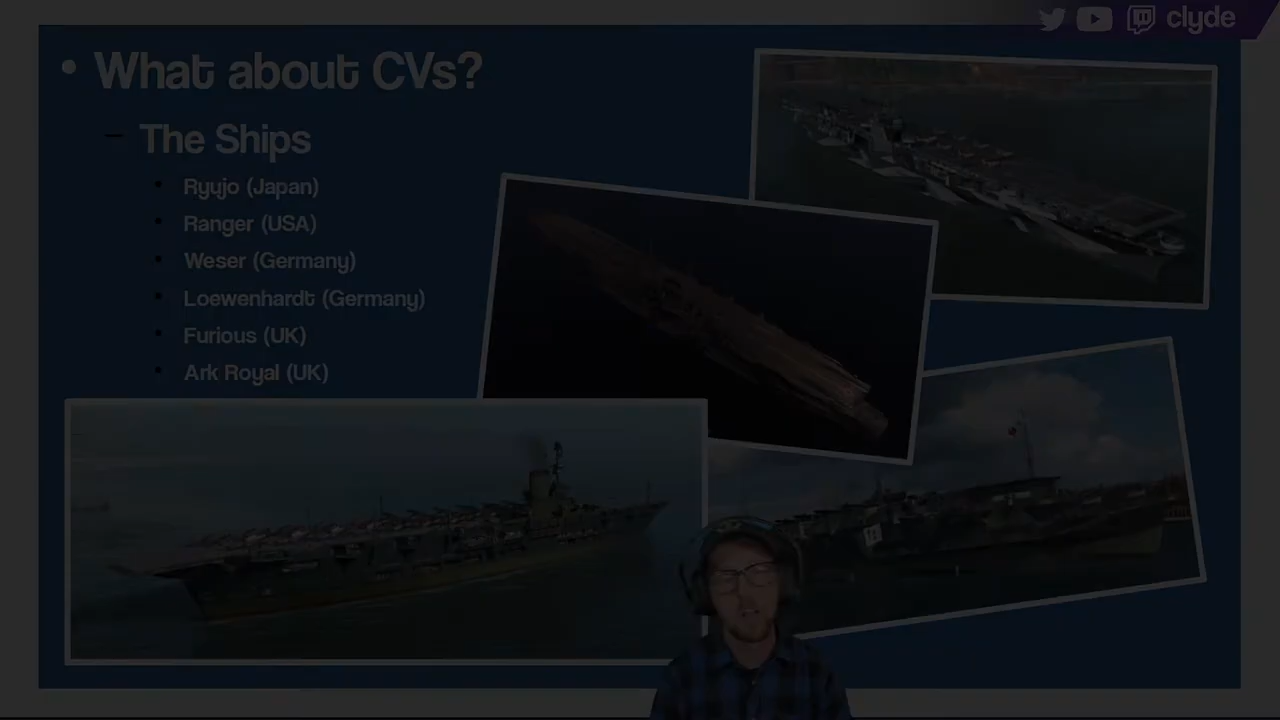 clyde
What about CVs?
The Ships
Ryujo (Japan)
Ranger (USA)
Weser (Germany)
Loewenhardt (Germany)
Furious (UK)
Ark Royal (UK)